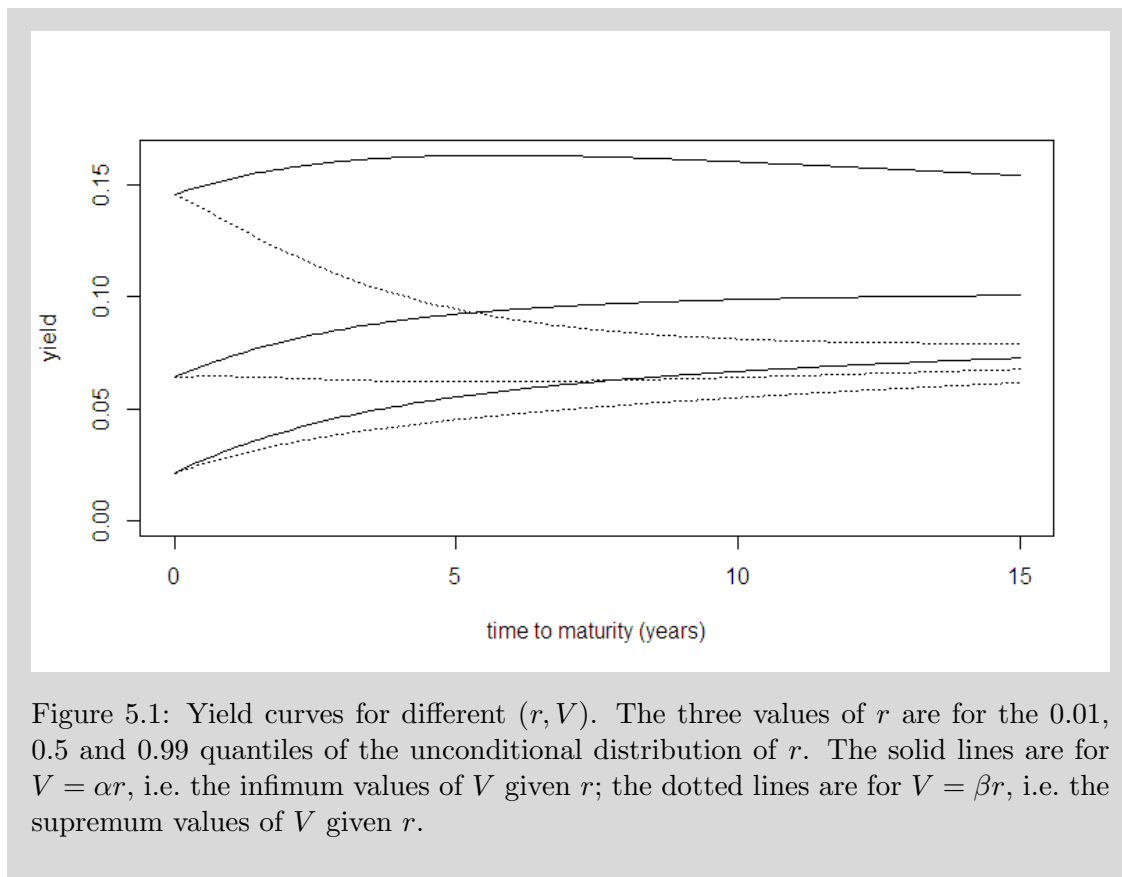 0.15
0.10
0.05
0.00
yield
0
5
10
15
time to maturity (years)
Figure 5.1: Yield curves for different (r, V). The three values of r are for the 0.01,
0.5 and 0.99 quantiles of the unconditional distribution of r. The solid lines are for
V = αr, i.e. the infimum values of V given r; the dotted lines are for V = βr, i.e. the
supremum values of V given r.